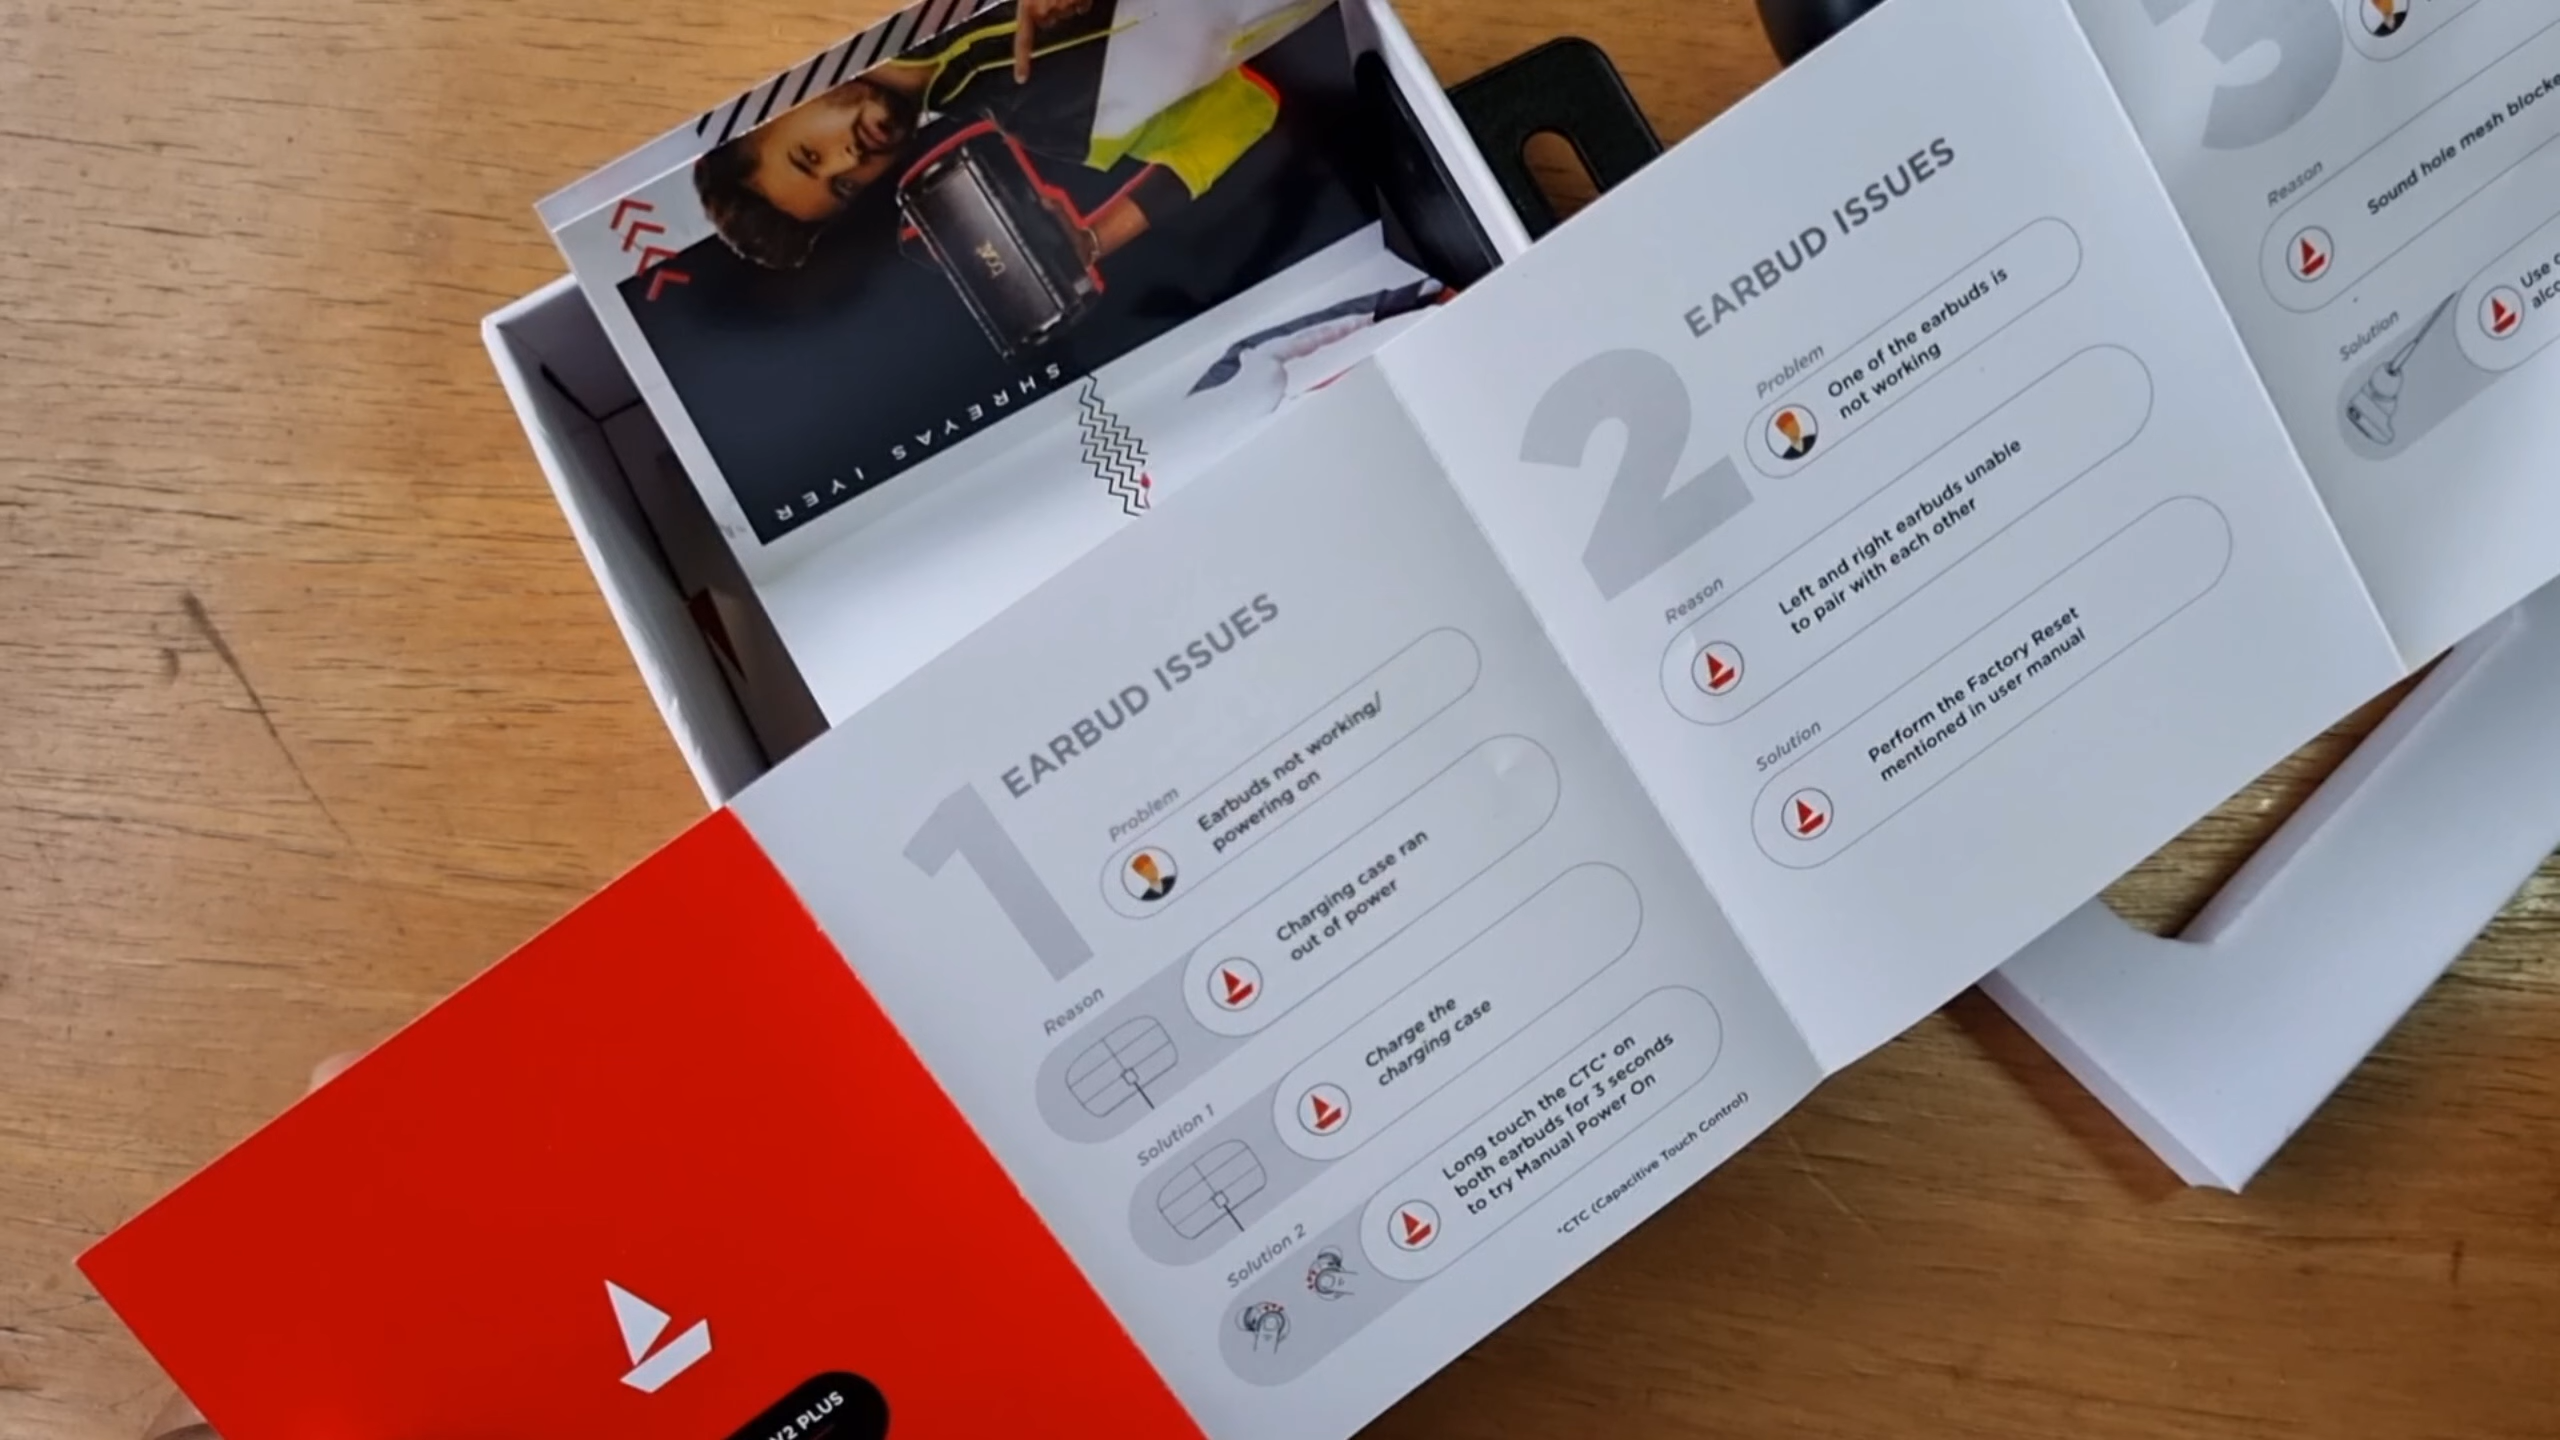 boAt
SHREYAS IYER
V2 PLUS
1
EARBUD ISSUES
Problem
Earbuds not working/
powering on
Reason
Charging case ran
out of power
Solution 1
Charge the
charging case
Solution 2
Long touch the CTC* on
both earbuds for 3 seconds
to try Manual Power On
*CTC (Capacitive Touch Control)
2
EARBUD ISSUES
Problem
One of the earbuds is
not working
Reason
Left and right earbuds unable
to pair with each other
Solution
Perform the Factory Reset
mentioned in user manual
3
Reason
Sound hole mesh
Solution
Use